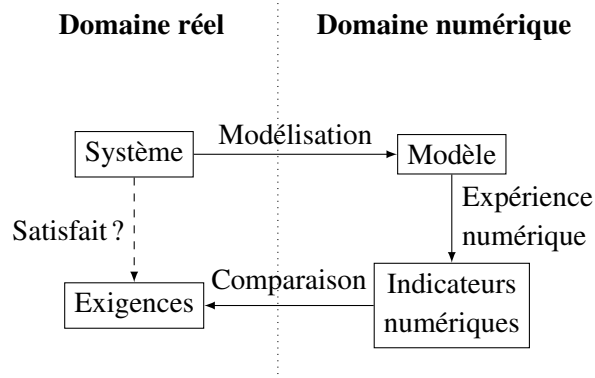 Domaine réel
Domaine numérique
Modélisation
Système
Modèle
Satisfait ?
Expérience
numérique
Comparaison
Exigences
Indicateurs
numériques